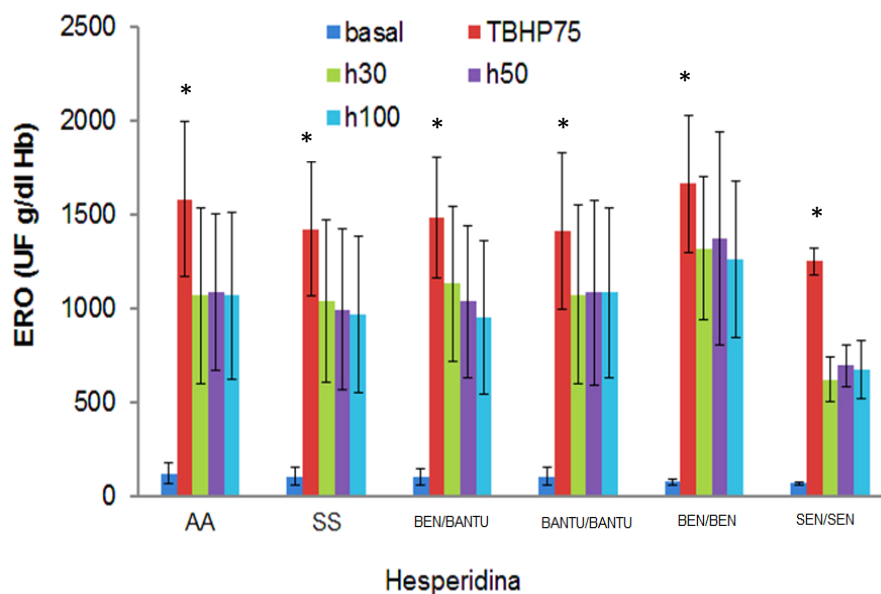 2500
2000
1500
1000
500
0
ERO (UF g/dl Hb)
basal TBHP75
h30 h50
h100
* * * * * *
AA SS BEN/BANTU BANTU/BANTU BEN/BEN SEN/SEN
Hesperidina